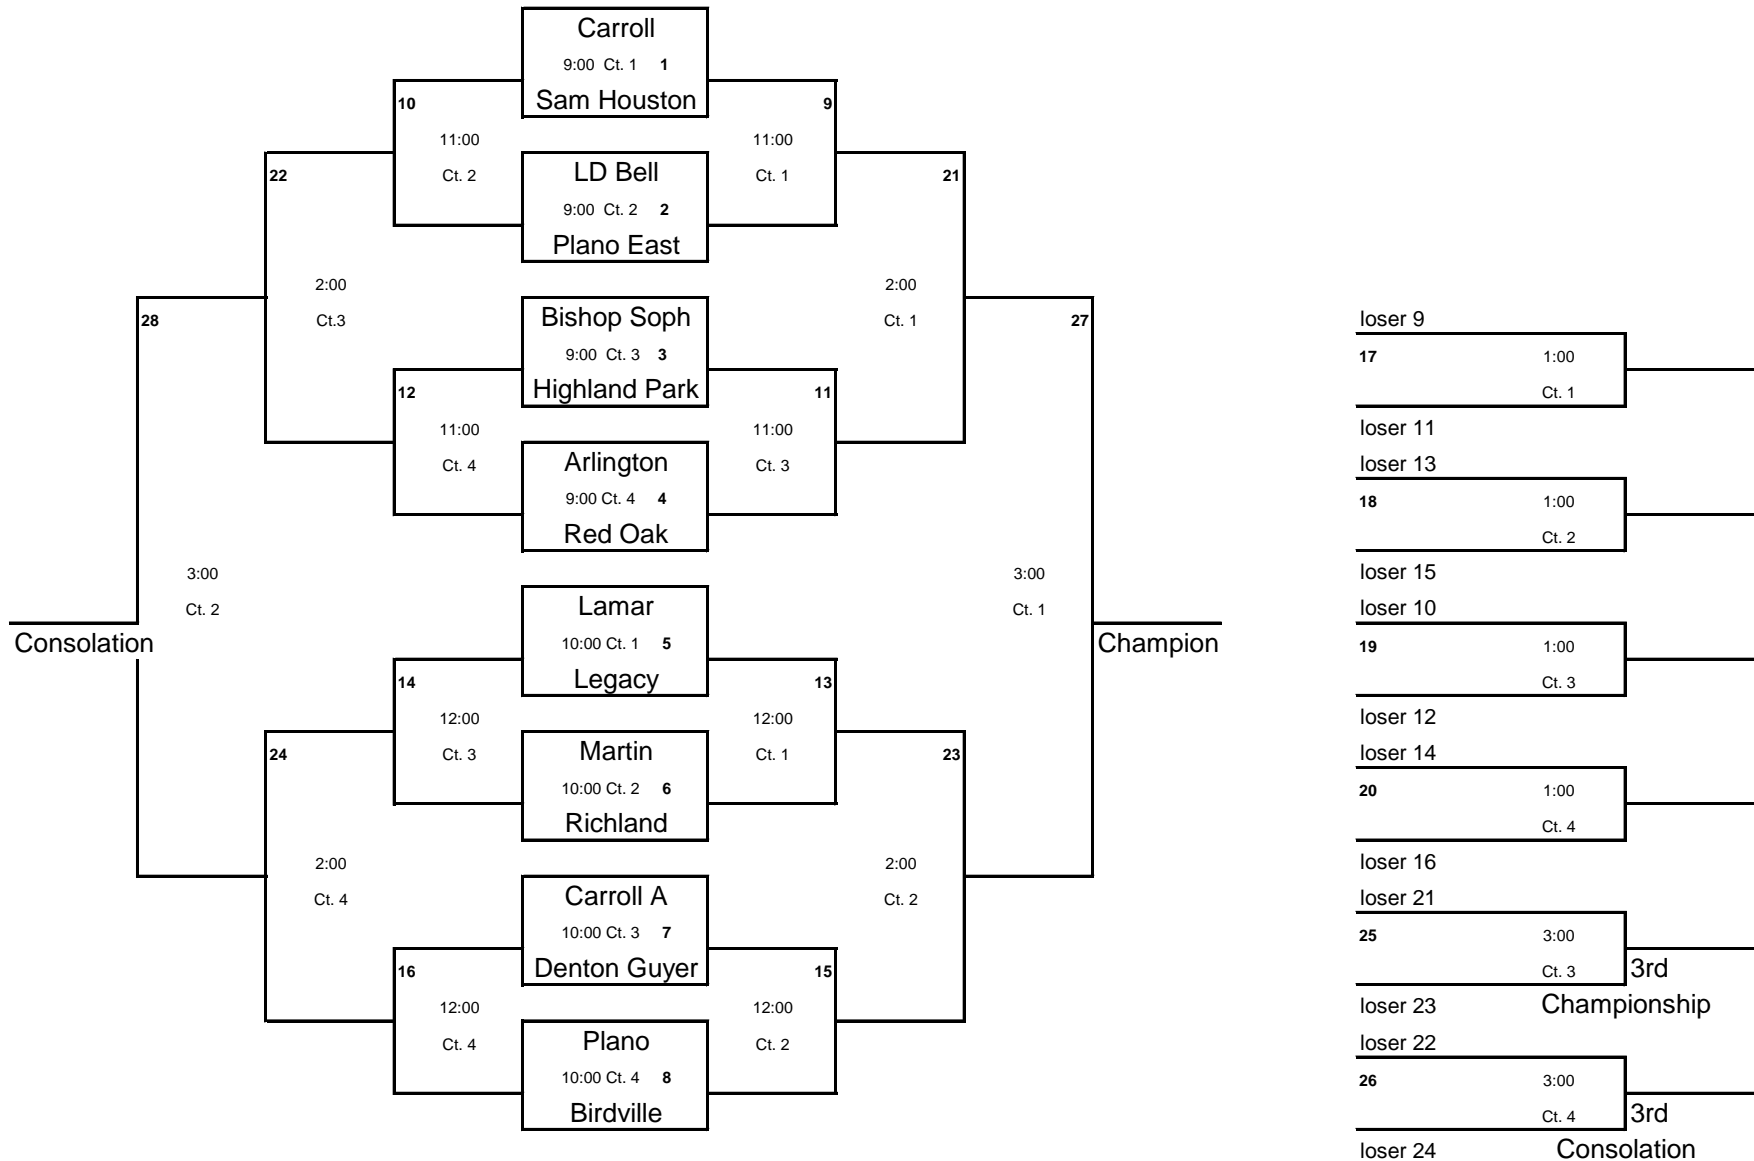 Carroll
9:00 Ct. 1 1
Sam Houston
10
9
11:00
Ct. 2
11:00
Ct. 1
LD Bell
9:00 Ct. 2 2
Plano East
22
21
2:00
Ct.3
2:00
Ct. 1
Bishop Soph
9:00 Ct. 3 3
Highland Park
28
27
12
11
11:00
Ct. 4
11:00
Ct. 3
Arlington
9:00 Ct. 4 4
Red Oak
3:00
Ct. 2
3:00
Ct. 1
Consolation
Champion
Lamar
10:00 Ct. 1 5
Legacy
14
13
12:00
Ct. 3
12:00
Ct. 1
Martin
10:00 Ct. 2 6
Richland
24
23
2:00
Ct. 4
2:00
Ct. 2
Carroll A
10:00 Ct. 3 7
Denton Guyer
16
15
12:00
Ct. 4
12:00
Ct. 2
Plano
10:00 Ct. 4 8
Birdville
loser 9
17 1:00
Ct. 1
loser 11
loser 13
18 1:00
Ct. 2
loser 15
loser 10
19 1:00
Ct. 3
loser 12
loser 14
20 1:00
Ct. 4
loser 16
loser 21
25 3:00
Ct. 3 3rd
loser 23 Championship
loser 22
26 3:00
Ct. 4 3rd
loser 24 Consolation